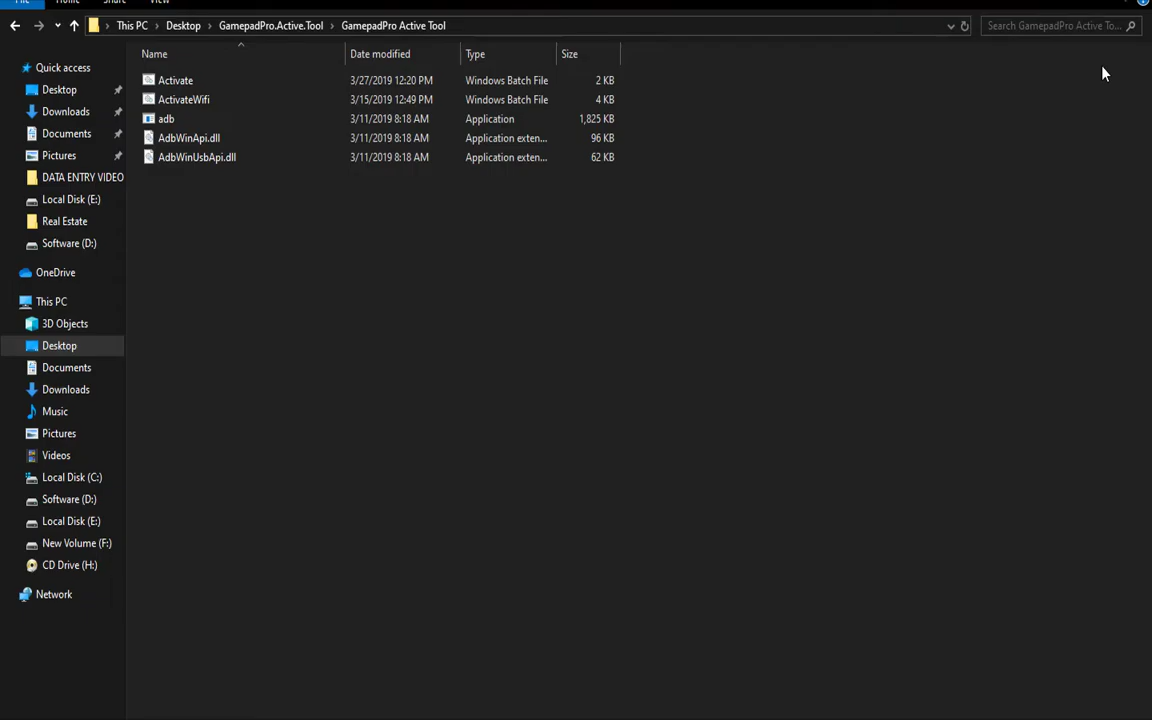 File Home Share View
This PC Desktop GamepadPro.Active.Tool GamepadPro Active Tool Search GamepadPro Active To...
Name Date modified Type Size
Activate 3/27/2019 12:20 PM Windows Batch File 2 KB
ActivateWifi 3/15/2019 12:49 PM Windows Batch File 4 KB
adb 3/11/2019 8:18 AM Application 1,825 KB
AdbWinApi.dll 3/11/2019 8:18 AM Application exten... 96 KB
AdbWinUsbApi.dll 3/11/2019 8:18 AM Application exten... 62 KB
Quick access
Desktop
Downloads
Documents
Pictures
DATA ENTRY VIDEO
Local Disk (E:)
Real Estate
Software (D:)
OneDrive
This PC
3D Objects
Desktop
Documents
Downloads
Music
Pictures
Videos
Local Disk (C:)
Software (D:)
Local Disk (E:)
New Volume (F:)
CD Drive (H:)
Network